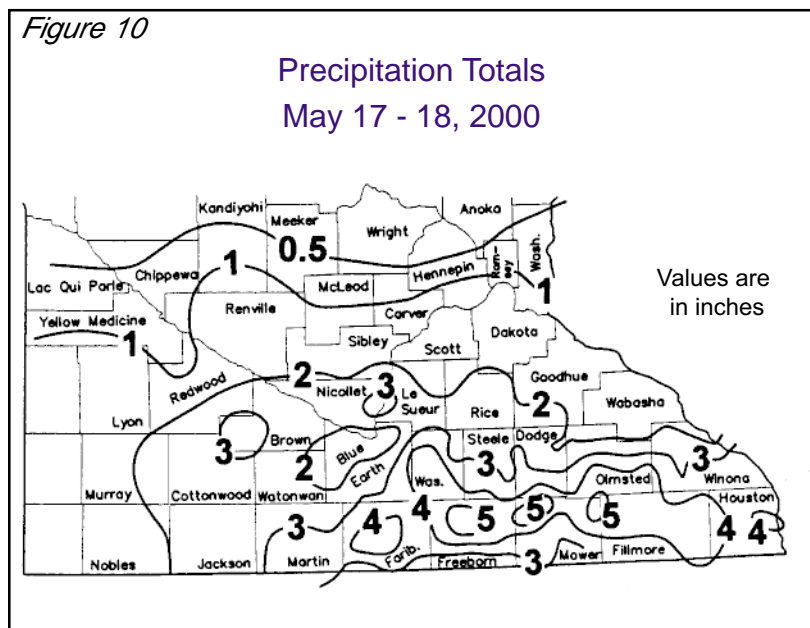 Figure 10
Precipitation Totals
May 17 - 18, 2000
Values are
in inches
Kandiyohi
Meeker
Wright
Anoka
0.5
Wash.
Ram-
sey
Hennepin
Chippewa
1
Lac Qui Parle
McLeod
1
Renville
Carver
Yellow Medicine
1
Dakota
Sibley
Scott
Redwood
2
Nicollet
3
Le
Sueur
Goodhue
2
Wabasha
Lyon
Rice
3
Brown
Blue
Earth
Steele
Dodge
2
3
3
Was.
Olmsted
Winona
Murray
Cottonwood
Watonwan
Houston
4
5
5
5
3
4
4
4
Nobles
Jackson
Martin
Farib.
Freeborn
3
Mower
Fillmore